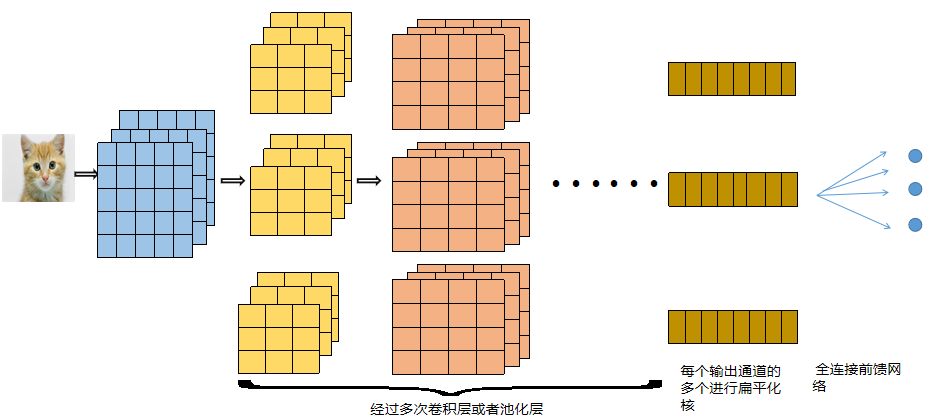 经过多次卷积层或者池化层
每个输出通道的
多个进行扁平化
核
全连接前馈网
络